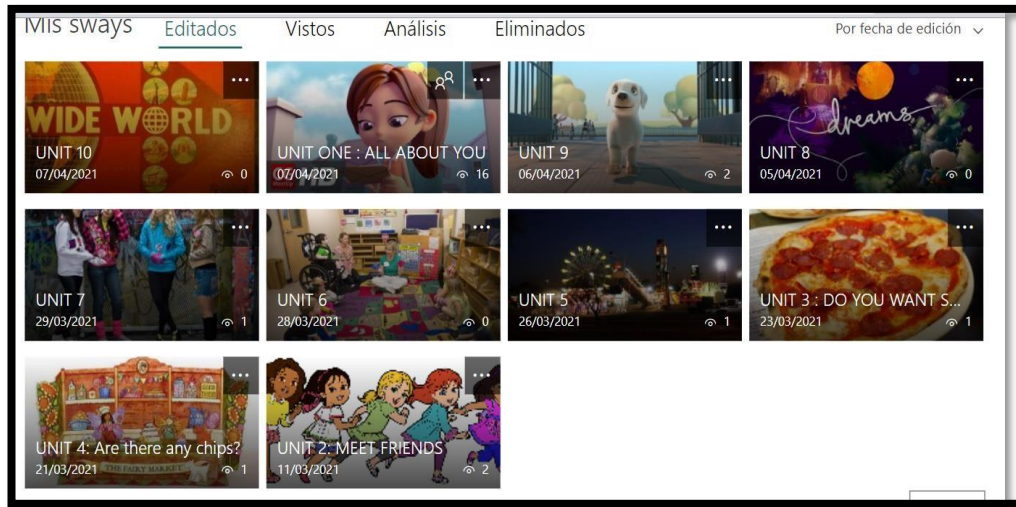 Mis sways Editados Vistos Análisis Eliminados Por fecha de edición
WIDE WORLD
UNIT 10
07/04/2021 0
UNIT ONE : ALL ABOUT YOU
07/04/2021 16
UNIT 9
06/04/2021 2
dreams
UNIT 8
05/04/2021 0
UNIT 7
29/03/2021 1
UNIT 6
28/03/2021 0
UNIT 5
26/03/2021 1
UNIT 3 : DO YOU WANT S...
23/03/2021 1
UNIT 4: Are there any chips?
21/03/2021 1
THE FAIRY MARKET
UNIT 2: MEET FRIENDS
11/03/2021 2